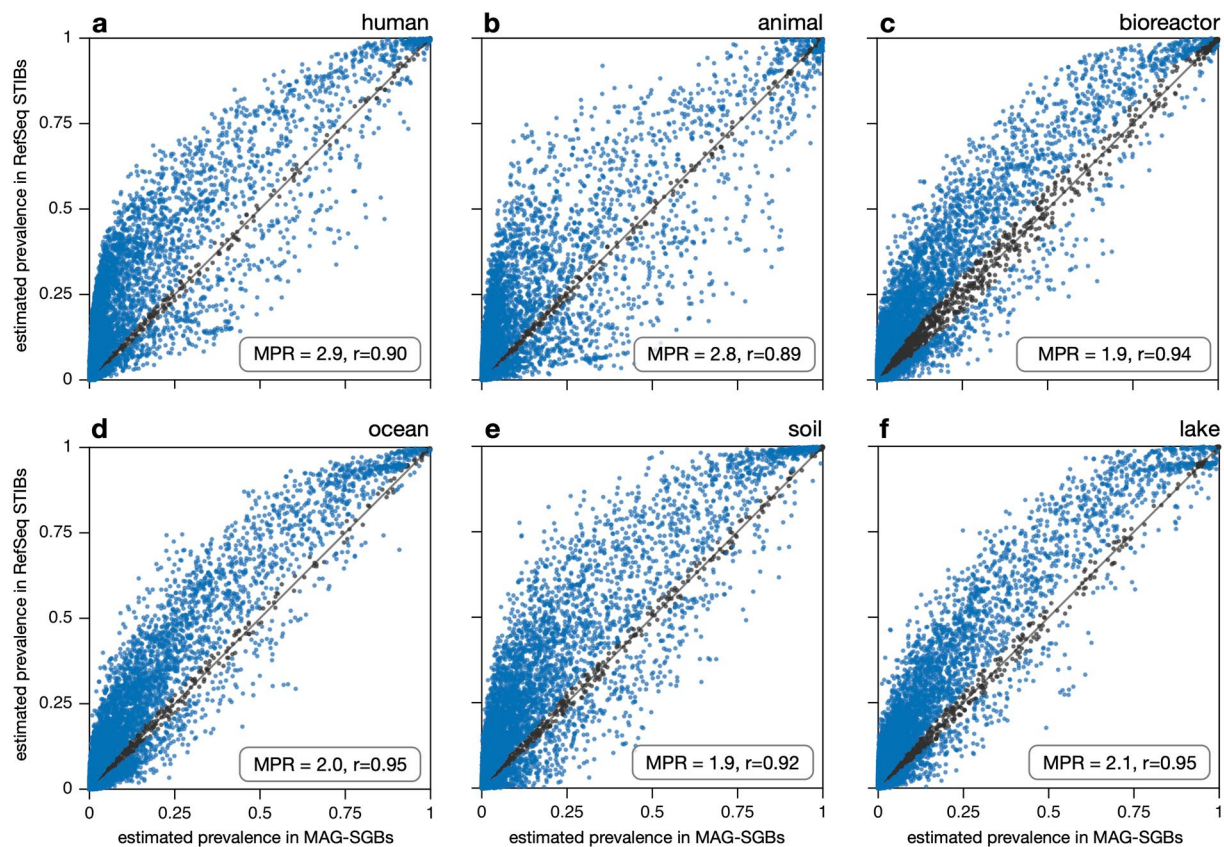 a human
b animal
c bioreactor
estimated prevalence in RefSeq STIBs
1
0.75
0.5
0.25
0
MPR = 2.9, r=0.90
MPR = 2.8, r=0.89
MPR = 1.9, r=0.94
d ocean
e soil
f lake
estimated prevalence in RefSeq STIBs
1
0.75
0.5
0.25
0
MPR = 2.0, r=0.95
MPR = 1.9, r=0.92
MPR = 2.1, r=0.95
0 0.25 0.5 0.75 1
0 0.25 0.5 0.75 1
0 0.25 0.5 0.75 1
estimated prevalence in MAG-SGBs
estimated prevalence in MAG-SGBs
estimated prevalence in MAG-SGBs